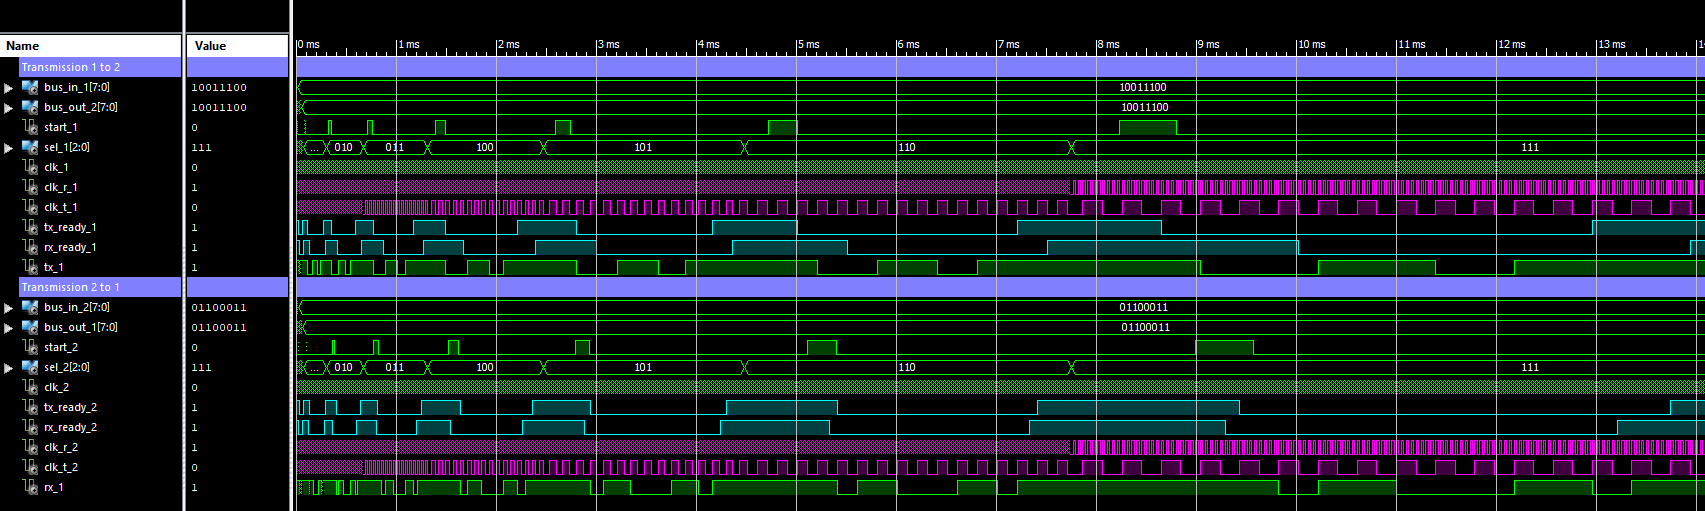 Name Value 0 ms 1 ms 2 ms 3 ms 4 ms 5 ms 6 ms 7 ms 8 ms 9 ms 10 ms 11 ms 12 ms 13 ms
Transmission 1 to 2
bus_in_1[7:0] 10011100 10011100
bus_out_2[7:0] 10011100 10011100
start_1 0
sel_1[2:0] 111 ... 010 011 100 101 110 111
clk_1 0
clk_r_1 1
clk_t_1 0
tx_ready_1 1
rx_ready_1 1
tx_1 1
Transmission 2 to 1
bus_in_2[7:0] 01100011 01100011
bus_out_1[7:0] 01100011 01100011
start_2 0
sel_2[2:0] 111 ... 010 011 100 101 110 111
clk_2 0
tx_ready_2 1
rx_ready_2 1
clk_r_2 1
clk_t_2 0
rx_1 1